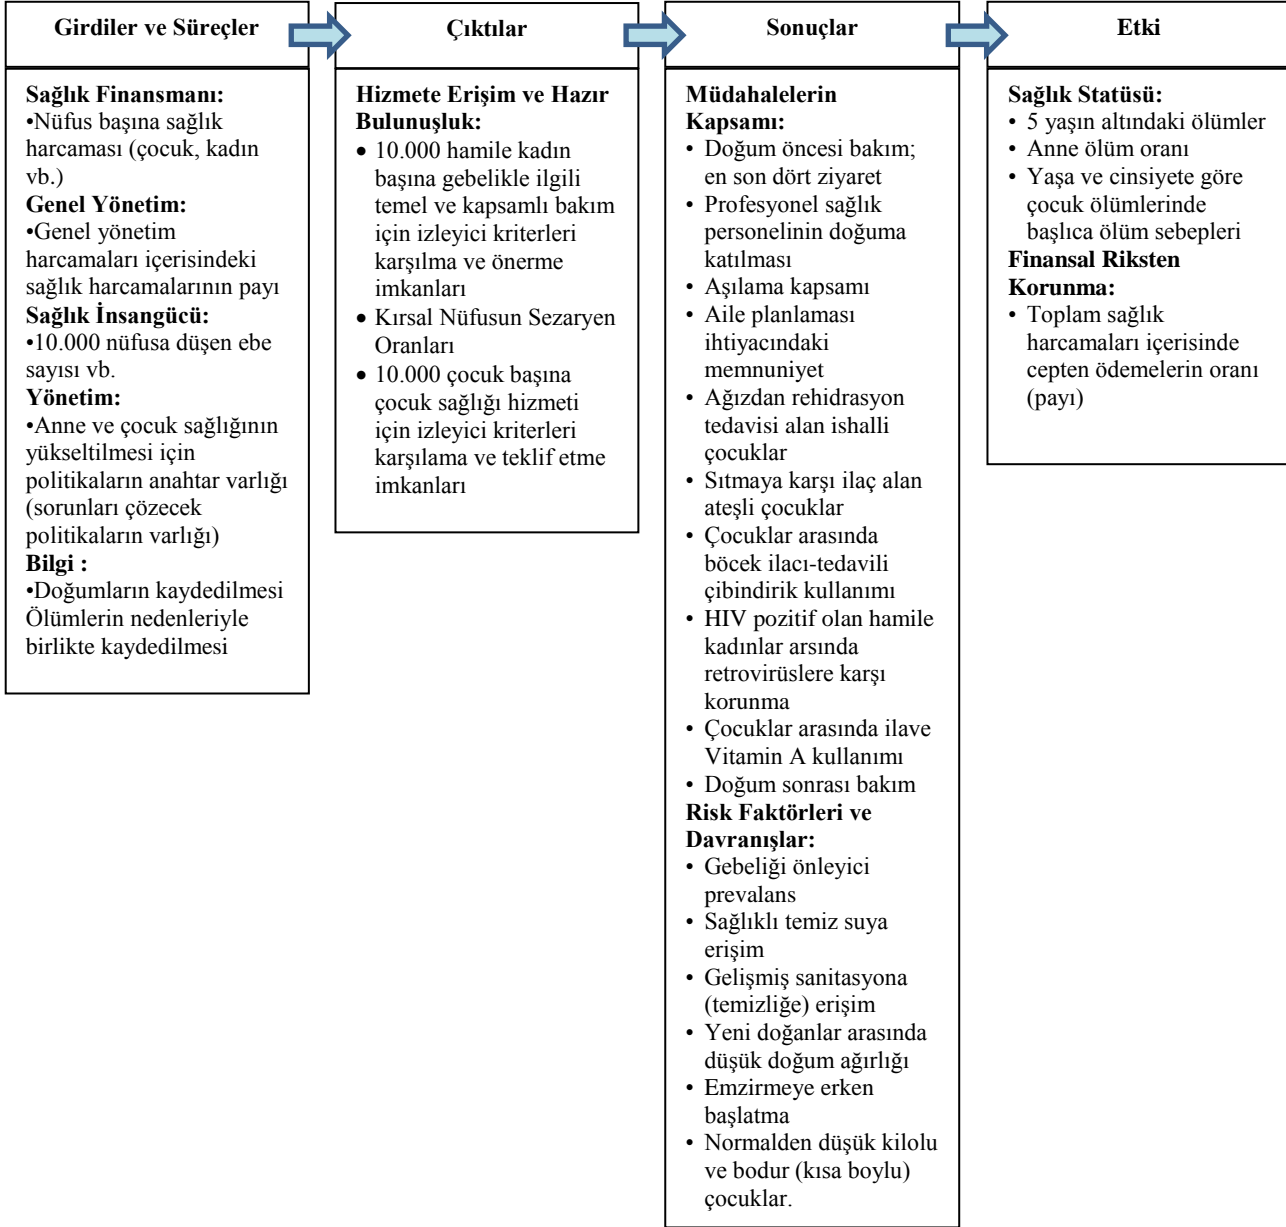 Girdiler ve Süreçler
Çıktılar
Sonuçlar
Etki
Sağlık Finansmanı:
•Nüfus başına sağlık
harcaması (çocuk, kadın
vb.)
Genel Yönetim:
•Genel yönetim
harcamaları içerisindeki
sağlık harcamalarının payı
Sağlık İnsangücü:
•10.000 nüfusa düşen ebe
sayısı vb.
Yönetim:
•Anne ve çocuk sağlığının
yükseltilmesi için
politikaların anahtar varlığı
(sorunları çözecek
politikaların varlığı)
Bilgi :
•Doğumların kaydedilmesi
Ölümlerin nedenleriyle
birlikte kaydedilmesi
Hizmete Erişim ve Hazır
Bulunuşluk:
• 10.000 hamile kadın
başına gebelikle ilgili
temel ve kapsamlı bakım
için izleyici kriterleri
karşılma ve önerme
imkanları
• Kırsal Nüfusun Sezaryen
Oranları
• 10.000 çocuk başına
çocuk sağlığı hizmeti
için izleyici kriterleri
karşılama ve teklif etme
imkanları
Müdahalelerin
Kapsamı:
• Doğum öncesi bakım;
en son dört ziyaret
• Profesyonel sağlık
personelinin doğuma
katılması
• Aşılama kapsamı
• Aile planlaması
ihtiyacındaki
memnuniyet
• Ağızdan rehidrasyon
tedavisi alan ishalli
çocuklar
• Sıtmaya karşı ilaç alan
ateşli çocuklar
• Çocuklar arasında
böcek ilacı-tedavili
çibindirik kullanımı
• HIV pozitif olan hamile
kadınlar arsında
retrovirüslere karşı
korunma
• Çocuklar arasında ilave
Vitamin A kullanımı
• Doğum sonrası bakım
Risk Faktörleri ve
Davranışlar:
• Gebeliği önleyici
prevalans
• Sağlıklı temiz suya
erişim
• Gelişmiş sanitasyona
(temizliğe) erişim
• Yeni doğanlar arasında
düşük doğum ağırlığı
• Emzirmeye erken
başlatma
• Normalden düşük kilolu
ve bodur (kısa boylu)
çocuklar.
Sağlık Statüsü:
• 5 yaşın altındaki ölümler
• Anne ölüm oranı
• Yaşa ve cinsiyete göre
çocuk ölümlerinde
başlıca ölüm sebepleri
Finansal Riksten
Korunma:
• Toplam sağlık
harcamaları içerisinde
cepten ödemelerin oranı
(payı)